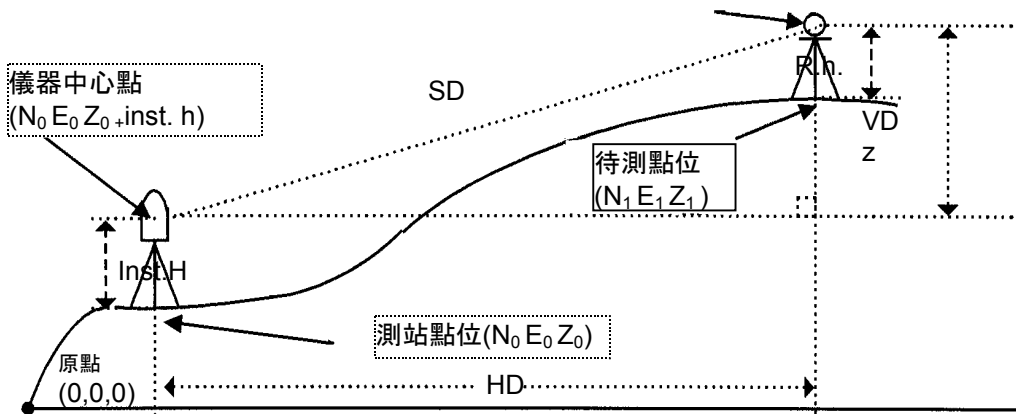 儀器中心點
(N₀ E₀ Z₀ +inst. h)
SD
R.h.
VD
z
待測點位
(N₁ E₁ Z₁ )
Inst.H
測站點位(N₀ E₀ Z₀)
原點
(0,0,0)
HD